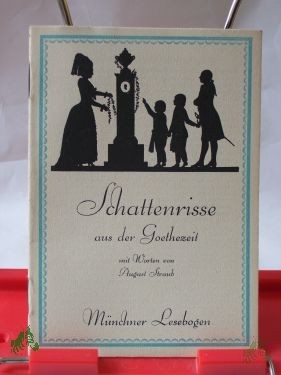 Schattenrisse
aus der Goethezeit
mit Worten von
August Straub
Münchner Lesebogen